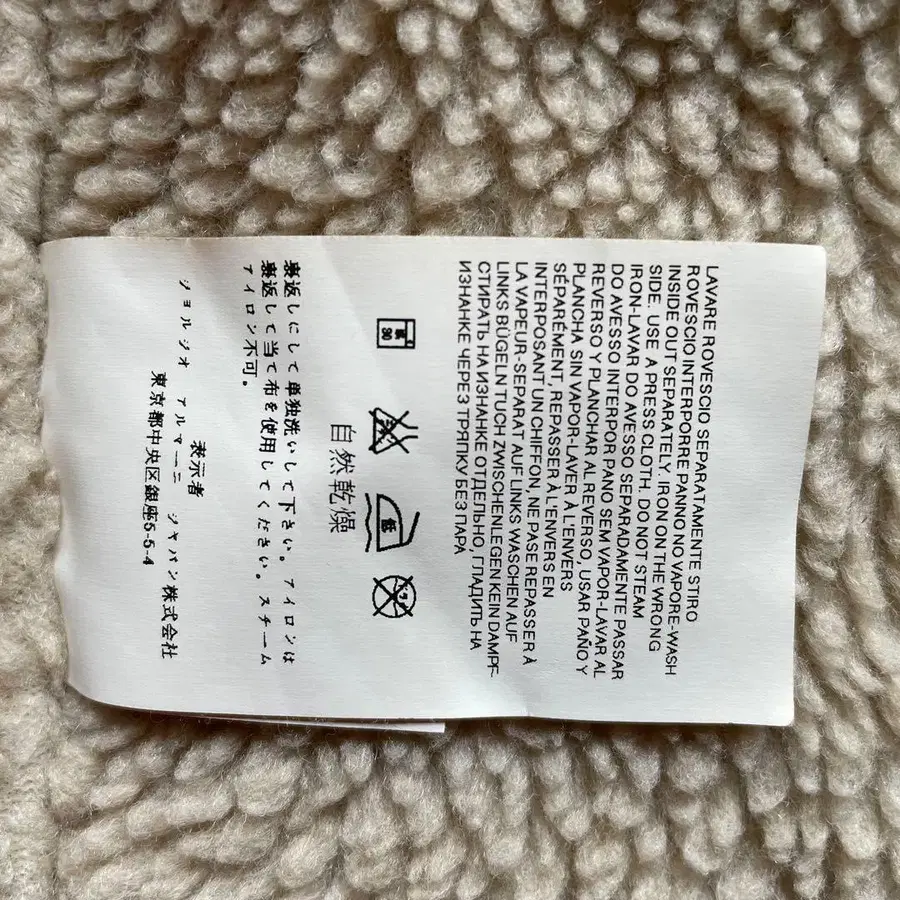 LAVARE ROVESCIO SEPARATAMENTE STIRO
ROVESCIO INTERPORRE PANNO NO VAPORE-WASH
INSIDE OUT SEPARATELY, IRON ON THE WRONG
SIDE. USE A PRESS CLOTH. DO NOT STEAM
IRON-LAVAR DO AVESSO SEPARADAMENTE PASSAR
DO AVESSO INTERPOR PANO SEM VAPOR-LAVAR AL
REVERSO Y PLANCHAR AL REVERSO, USAR PAÑO Y
PLANCHA SIN VAPOR-LAVER À L'ENVERS
SÉPARÉMENT, REPASSER À L'ENVERS EN
INTERPOSANT UN CHIFFON, NE PASE REPASSER À
LA VAPEUR-SEPARAT AUF LINKS WASCHEN AUF
LINKS BÜGELN TUCH ZWISCHENLEGEN KEIN DAMPF-
СТИРАТЬ НА ИЗНАНКЕ ОТДЕЛЬНО, ГЛАДИТЬ НА
ИЗНАНКЕ ЧЕРЕЗ ТРЯПКУ БЕЗ ПАРА
30
低
自然乾燥
裏返しにして単独洗いして下さい。アイロンは
裏返して当て布を使用してください。スチーム
アイロン不可。
表示者
ジョルジオ アルマーニ ジャパン株式会社
東京都中央区銀座5-5-4